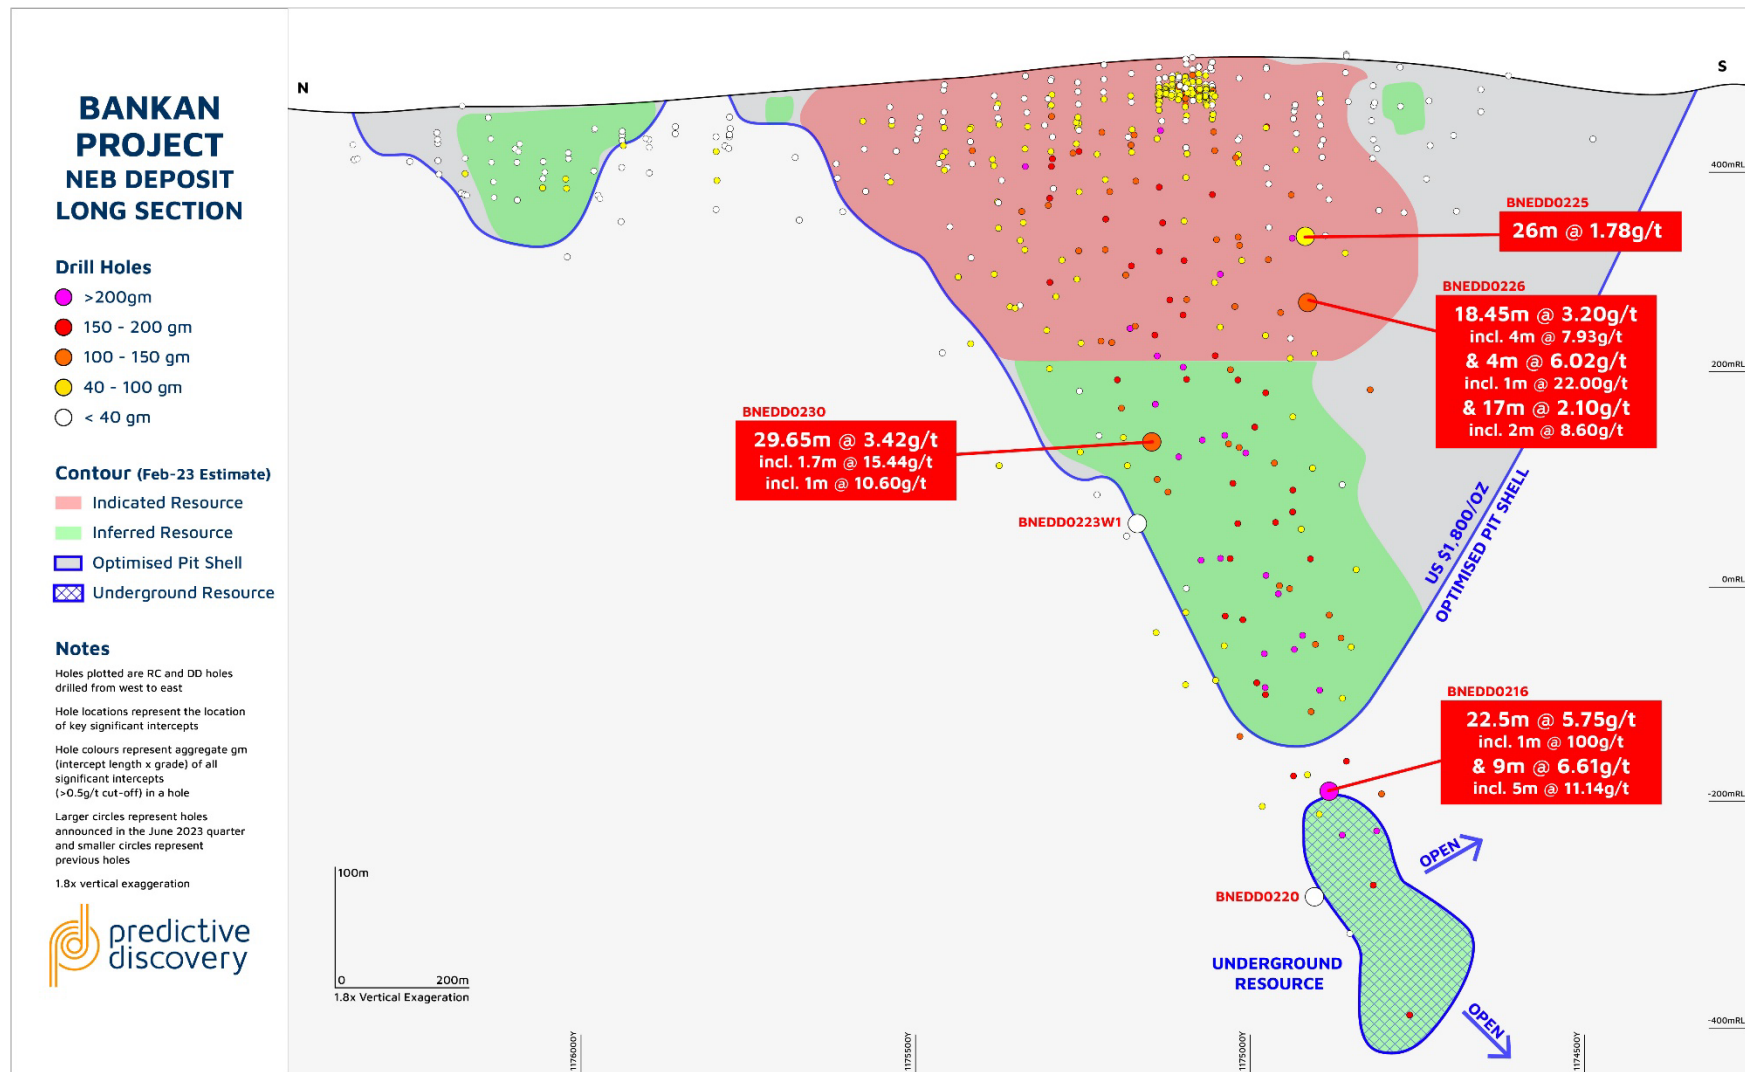 BANKAN
PROJECT
NEB DEPOSIT
LONG SECTION
Drill Holes
>200gm
150 - 200 gm
100 - 150 gm
40 - 100 gm
< 40 gm
Contour (Feb-23 Estimate)
Indicated Resource
Inferred Resource
Optimised Pit Shell
Underground Resource
Notes
Holes plotted are RC and DD holes
drilled from west to east
Hole locations represent the location
of key significant intercepts
Hole colours represent aggregate gm
(intercept length x grade) of all
significant intercepts
(>0.5g/t cut-off) in a hole
Larger circles represent holes
announced in the June 2023 quarter
and smaller circles represent
previous holes
1.8x vertical exaggeration
predictive
discovery
N
S
400mRL
200mRL
0mRL
-200mRL
-400mRL
BNEDD0225
26m @ 1.78g/t
BNEDD0226
18.45m @ 3.20g/t
incl. 4m @ 7.93g/t
& 4m @ 6.02g/t
incl. 1m @ 22.00g/t
& 17m @ 2.10g/t
incl. 2m @ 8.60g/t
BNEDD0230
29.65m @ 3.42g/t
incl. 1.7m @ 15.44g/t
incl. 1m @ 10.60g/t
BNEDD0223W1
US $1,800/OZ
OPTIMISED PIT SHELL
BNEDD0216
22.5m @ 5.75g/t
incl. 1m @ 100g/t
& 9m @ 6.61g/t
incl. 5m @ 11.14g/t
OPEN
BNEDD0220
UNDERGROUND
RESOURCE
OPEN
100m
0
200m
1.8x Vertical Exageration
1176000Y
1175500Y
1175000Y
1174500Y